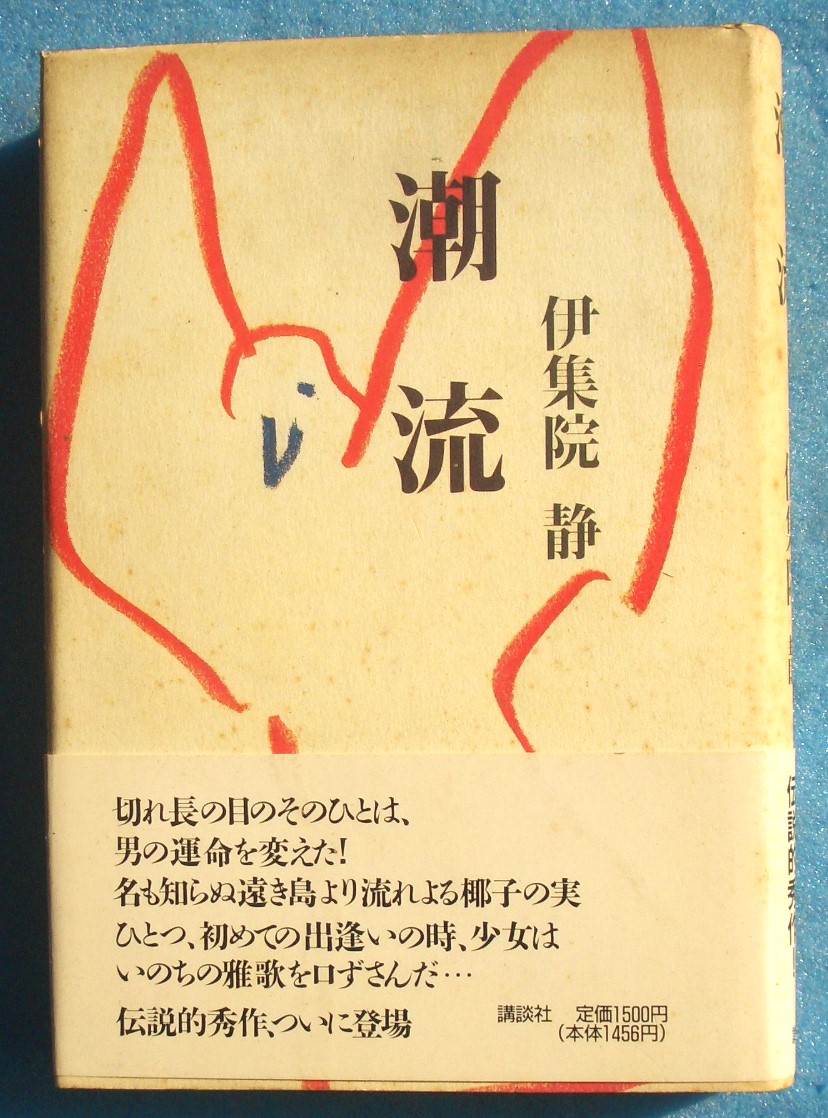 潮流
伊集院 静
切れ長の目のそのひとは、
男の運命を変えた!
名も知らぬ遠き島より流れよる椰子の実
ひとつ、初めての出逢いの時、少女は
いのちの雅歌を口ずさんだ…
伝説的秀作、ついに登場
講談社 定価1500円
(本体1456円)